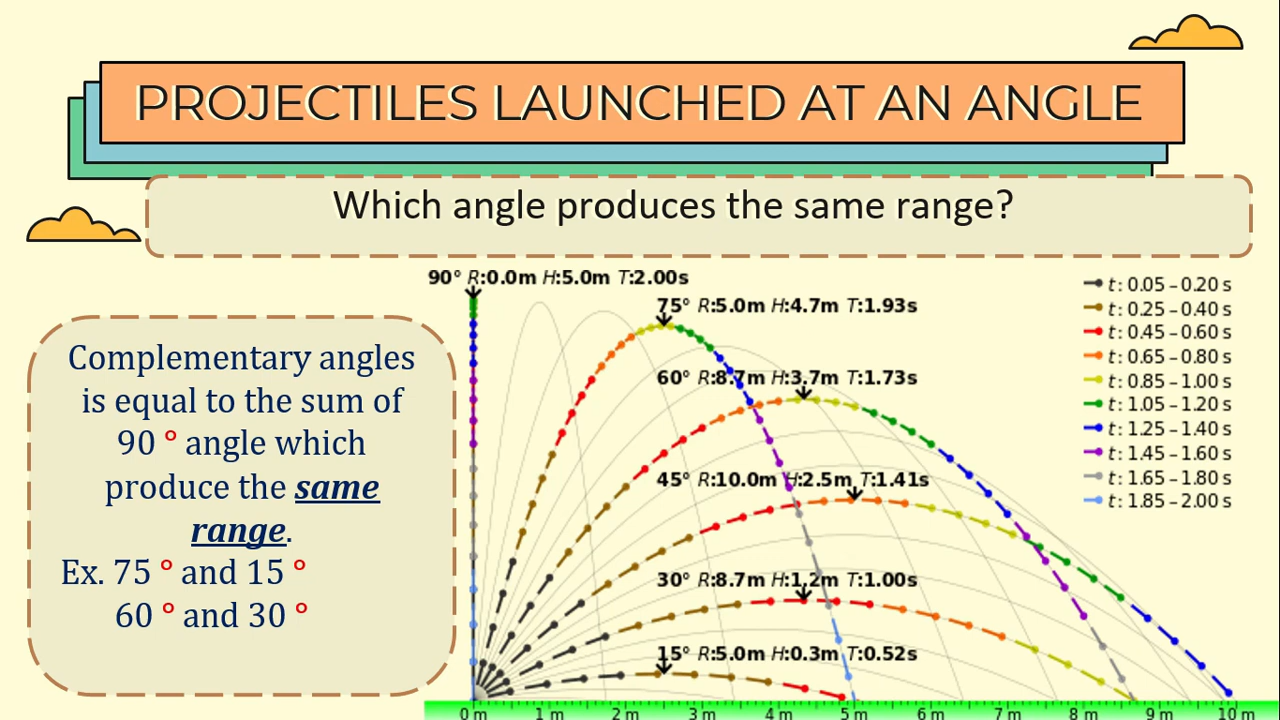 PROJECTILES LAUNCHED AT AN ANGLE
Which angle produces the same range?
Complementary angles
is equal to the sum of
90 ° angle which
produce the same
range.
Ex. 75 ° and 15 °
60 ° and 30 °
90° R:0.0m H:5.0m T:2.00s
75° R:5.0m H:4.7m T:1.93s
60° R:8.7m H:3.7m T:1.73s
45° R:10.0m H:2.5m T:1.41s
30° R:8.7m H:1.2m T:1.00s
15° R:5.0m H:0.3m T:0.52s
t: 0.05 – 0.20 s
t: 0.25 – 0.40 s
t: 0.45 – 0.60 s
t: 0.65 – 0.80 s
t: 0.85 – 1.00 s
t: 1.05 – 1.20 s
t: 1.25 – 1.40 s
t: 1.45 – 1.60 s
t: 1.65 – 1.80 s
t: 1.85 – 2.00 s
0 m 1 m 2 m 3 m 4 m 5 m 6 m 7 m 8 m 9 m 10 m